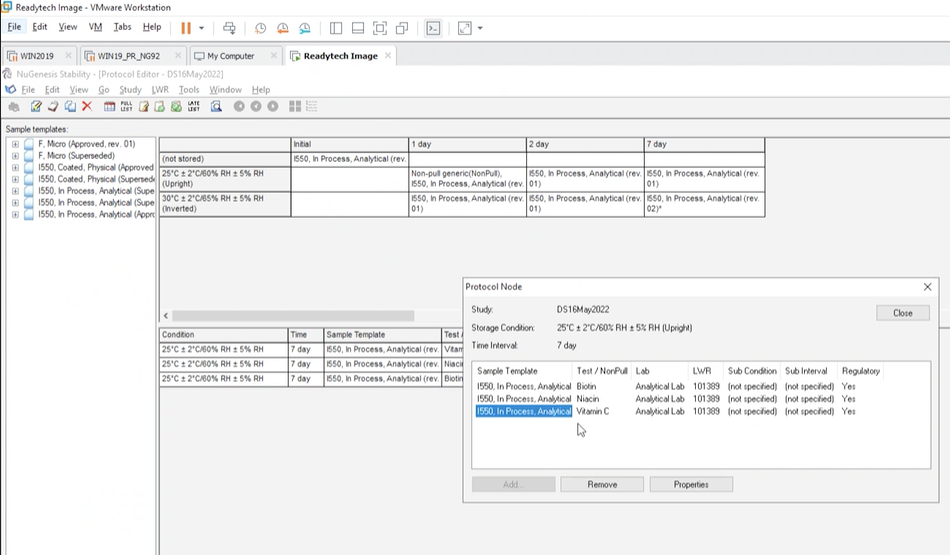 Readytech Image - VMware Workstation
File Edit View VM Tabs Help
WIN2019 × WIN19_PR_NG92 × My Computer × Readytech Image ×
NuGenesis Stability - [Protocol Editor - DS16May2022]
File Edit View Go Study LWR Tools Window Help
PULL LIST LATE LIST
Sample templates:
F, Micro (Approved, rev. 01)
F, Micro (Superseded)
I550, Coated, Physical (Approved
I550, Coated, Physical (Supersed
I550, In Process, Analytical (Supe
I550, In Process, Analytical (Supe
I550, In Process, Analytical (Appro
Initial 1 day 2 day 7 day
(not stored) I550, In Process, Analytical (rev.
25°C ± 2°C/60% RH ± 5% RH (Upright) Non-pull generic(NonPull), I550, In Process, Analytical (rev. 01) I550, In Process, Analytical (rev. 01) I550, In Process, Analytical (rev. 01)
30°C ± 2°C/65% RH ± 5% RH (Inverted) I550, In Process, Analytical (rev. 01) I550, In Process, Analytical (rev. 01) I550, In Process, Analytical (rev. 02)*
Condition Time Sample Template Test
25°C ± 2°C/60% RH ± 5% RH 7 day I550, In Process, Analytical (rev. Vitam
25°C ± 2°C/60% RH ± 5% RH 7 day I550, In Process, Analytical (rev. Niacin
25°C ± 2°C/60% RH ± 5% RH 7 day I550, In Process, Analytical (rev. Biotin
Protocol Node
Study: DS16May2022
Close
Storage Condition: 25°C ± 2°C/60% RH ± 5% RH (Upright)
Time Interval: 7 day
Sample Template Test / NonPull Lab LWR Sub Condition Sub Interval Regulatory
I550, In Process, Analytical Biotin Analytical Lab 101389 (not specified) (not specified) Yes
I550, In Process, Analytical Niacin Analytical Lab 101389 (not specified) (not specified) Yes
I550, In Process, Analytical Vitamin C Analytical Lab 101389 (not specified) (not specified) Yes
Add... Remove Properties